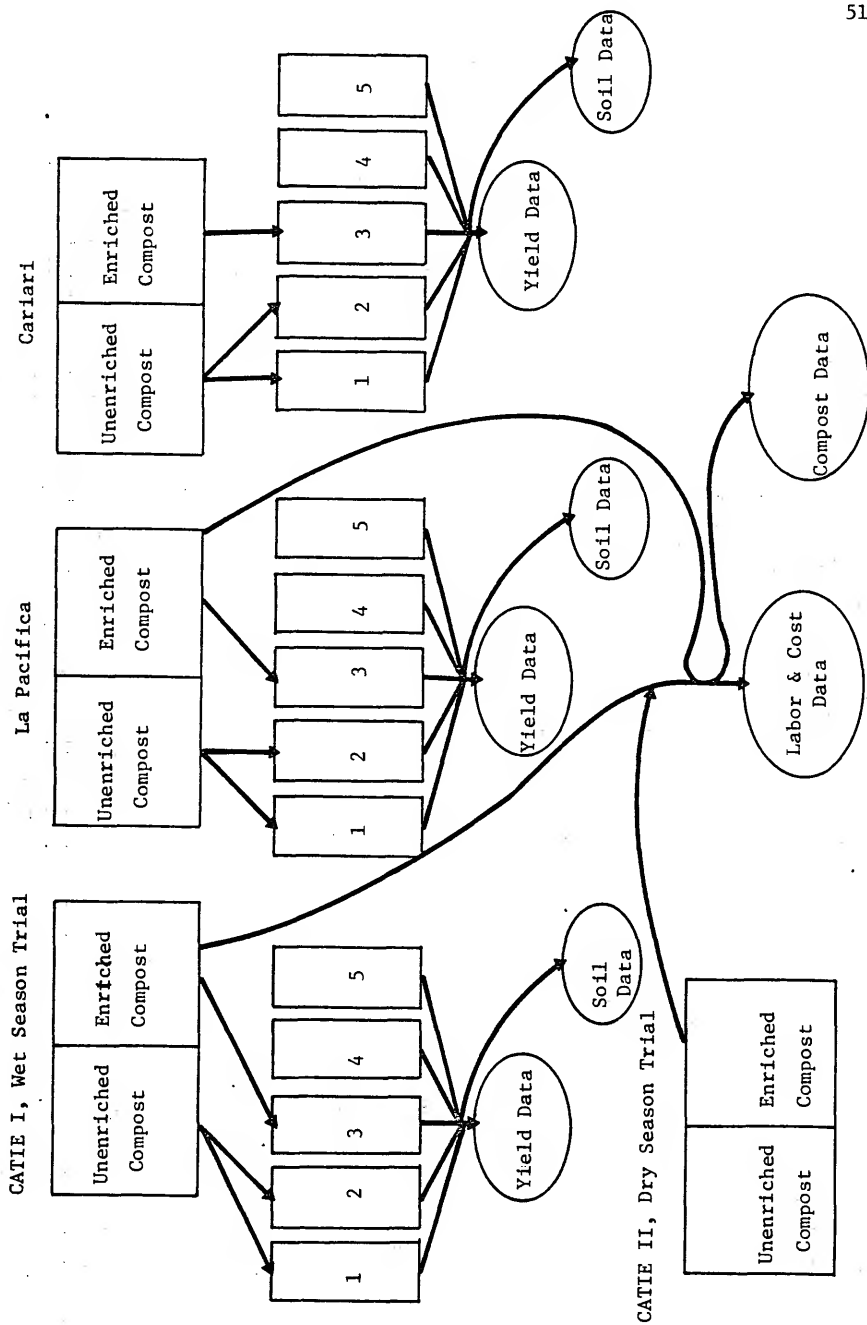 51
CATIE I, Wet Season Trial
Unenriched
Compost
Enrtched
Compost
1
2
3
4
5
Yield Data
Soil
Data
La Pacifica
Unenriched
Compost
Enriched
Compost
1
2
3
4
5
Yield Data
Soil Data
Cariari
Unenriched
Compost
Enriched
Compost
1
2
3
4
5
Yield Data
Soil Data
CATIE II, Dry Season Trial
Unenriched
Compost
Enriched
Compost
Labor & Cost
Data
Compost Data